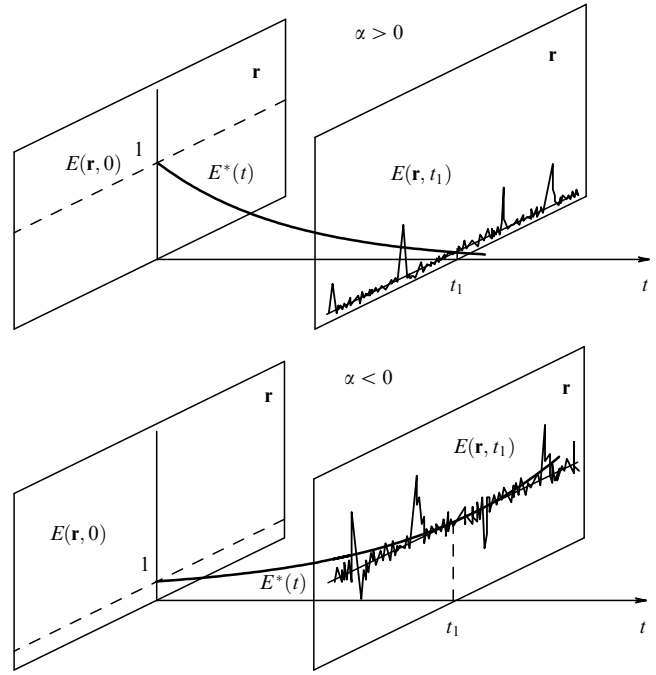 α > 0
r
r
1
E(r, 0)
E*(t)
E(r, t₁)
t₁
t
α < 0
r
r
E(r, t₁)
E(r, 0)
1
E*(t)
t₁
t